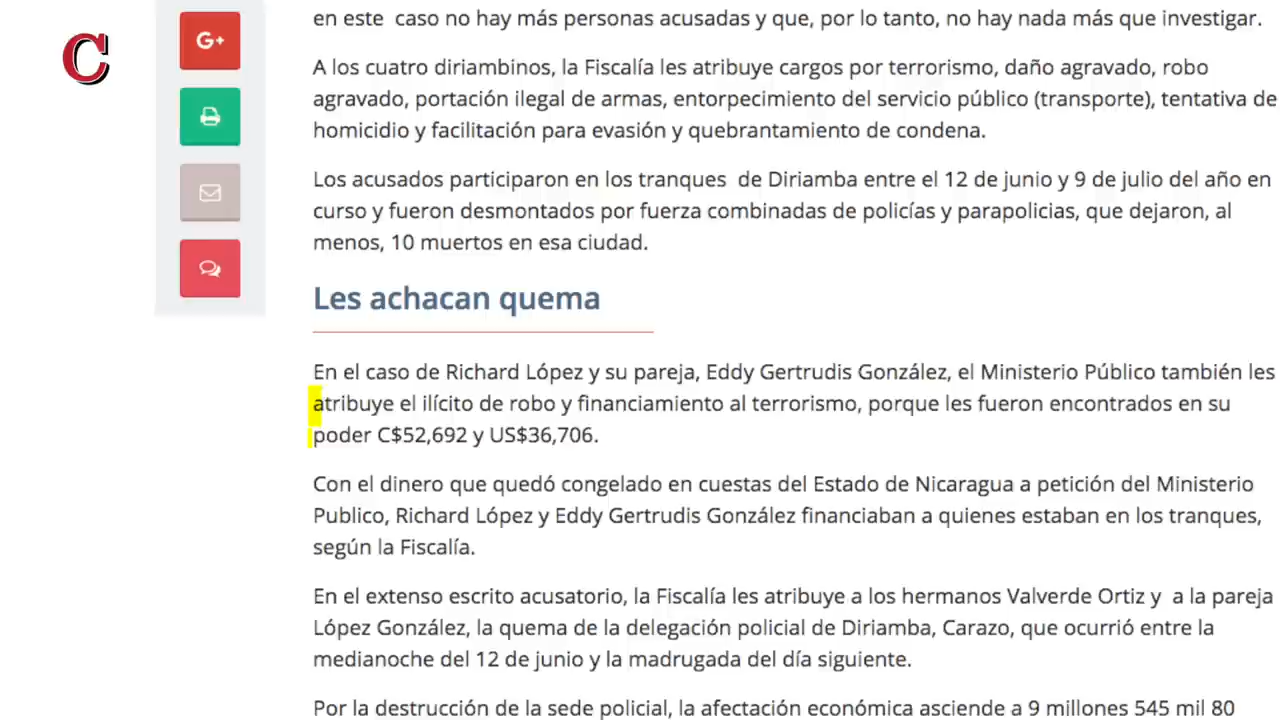 en este caso no hay más personas acusadas y que, por lo tanto, no hay nada más que investigar.
C
G+
A los cuatro diriambinos, la Fiscalía les atribuye cargos por terrorismo, daño agravado, robo
agravado, portación ilegal de armas, entorpecimiento del servicio público (transporte), tentativa de
homicidio y facilitación para evasión y quebrantamiento de condena.
Los acusados participaron en los tranques de Diriamba entre el 12 de junio y 9 de julio del año en
curso y fueron desmontados por fuerza combinadas de policías y parapolicias, que dejaron, al
menos, 10 muertos en esa ciudad.
Les achacan quema
En el caso de Richard López y su pareja, Eddy Gertrudis González, el Ministerio Público también les
atribuye el ilícito de robo y financiamiento al terrorismo, porque les fueron encontrados en su
poder C$52,692 y US$36,706.
Con el dinero que quedó congelado en cuestas del Estado de Nicaragua a petición del Ministerio
Publico, Richard López y Eddy Gertrudis González financiaban a quienes estaban en los tranques,
según la Fiscalía.
En el extenso escrito acusatorio, la Fiscalía les atribuye a los hermanos Valverde Ortiz y a la pareja
López González, la quema de la delegación policial de Diriamba, Carazo, que ocurrió entre la
medianoche del 12 de junio y la madrugada del día siguiente.
Por la destrucción de la sede policial, la afectación económica asciende a 9 millones 545 mil 80